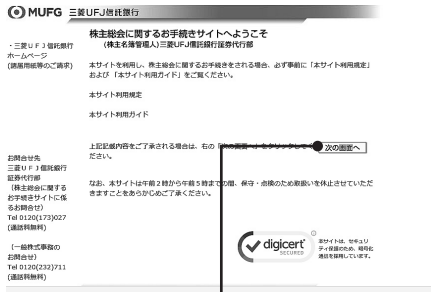 MUFG 三菱UFJ信託銀行
・三菱UFJ信託銀行
ホームページ
(諸届用紙等のご請求)
株主総会に関するお手続きサイトへようこそ
(株主名簿管理人)三菱UFJ信託銀行証券代行部
本サイトを利用し、株主総会に関するお手続きをされる場合、必ず事前に「本サイト利用規定」
および「本サイト利用ガイド」をご覧ください。
本サイト利用規定
本サイト利用ガイド
上記記載内容をご了承される場合は、右の「次の画面へ」をクリックして
ださい。
次の画面へ
なお、本サイトは午前2時から午前5時までの間、保守・点検のため取扱いを休止させていただ
きますことをあらかじめご了承ください。
お問合せ先
三菱UFJ信託銀行
証券代行部
(株主総会に関する
お手続きサイトに係
るお問合せ)
Tel 0120(173)027
(通話料無料)
(一般株式事務の
お問合せ)
Tel 0120(232)711
(通話料無料)
digicert
SECURED
本サイトは、セキュリ
ティ保護のため、暗号化
通信を採用しています。